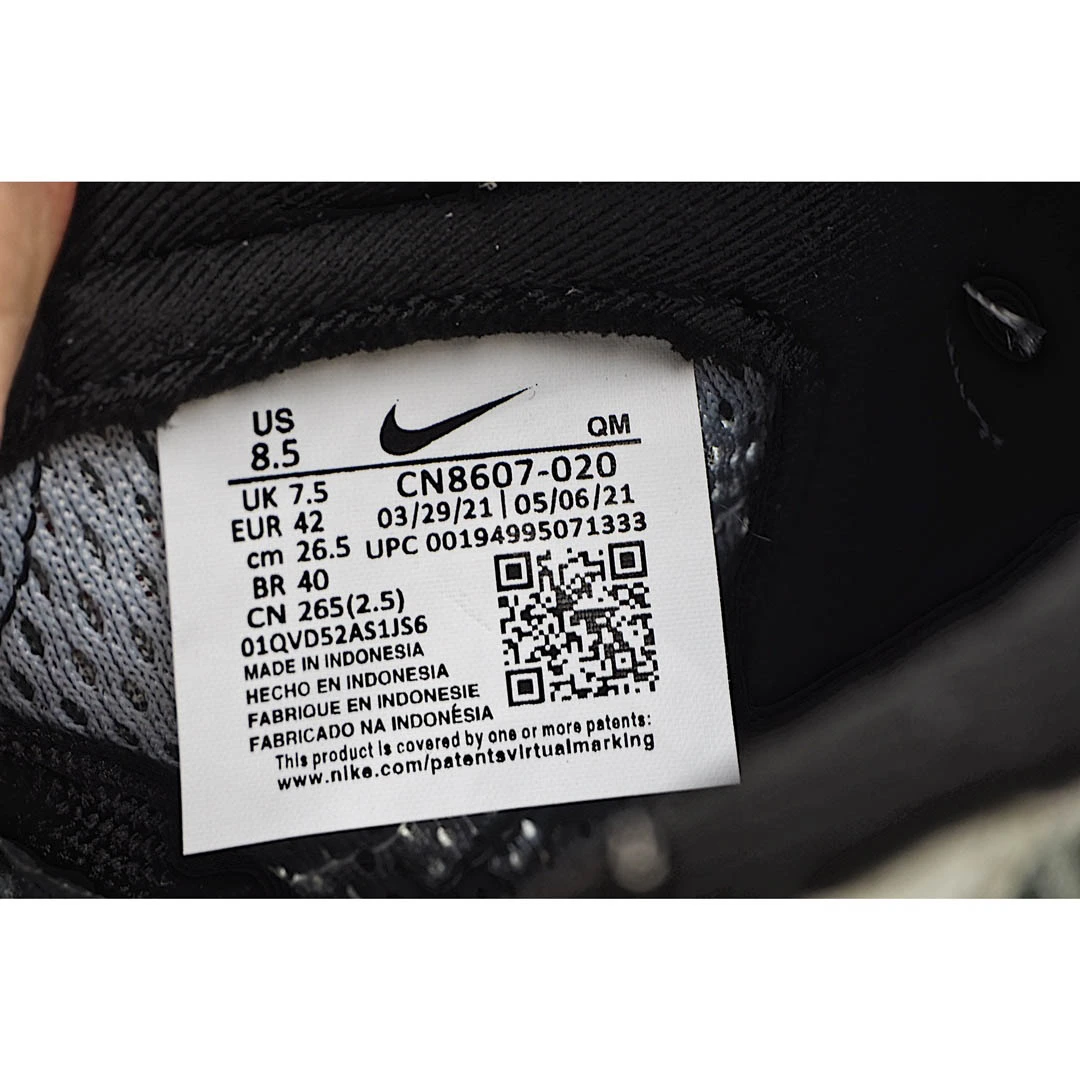 US
8.5
QM
UK 7.5
CN8607-020
EUR 42
03/29/21 | 05/06/21
cm 26.5
UPC 00194995071333
BR 40
CN 265(2.5)
01QVD52AS1JS6
MADE IN INDONESIA
HECHO EN INDONESIA
FABRIQUE EN INDONESIE
FABRICADO NA INDONÉSIA
This product is covered by one or more patents:
www.nike.com/patentsvirtualmarking